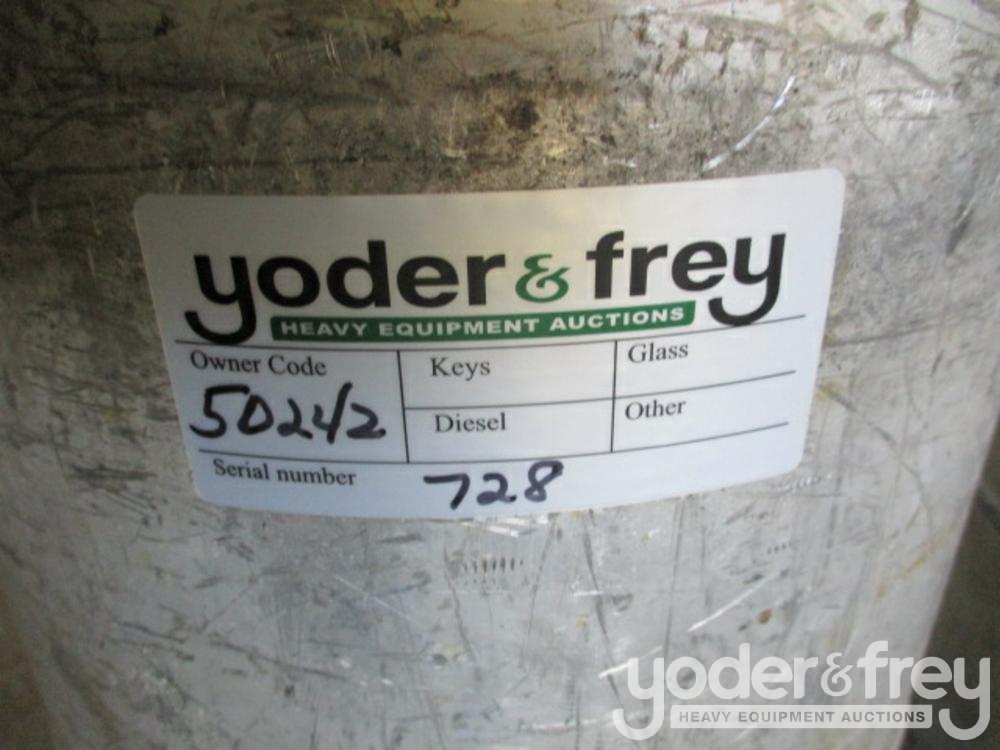 yoder & frey
HEAVY EQUIPMENT AUCTIONS
Owner Code
Keys
Glass
50242
Diesel
Other
Serial number
728
yoder & frey
HEAVY EQUIPMENT AUCTIONS